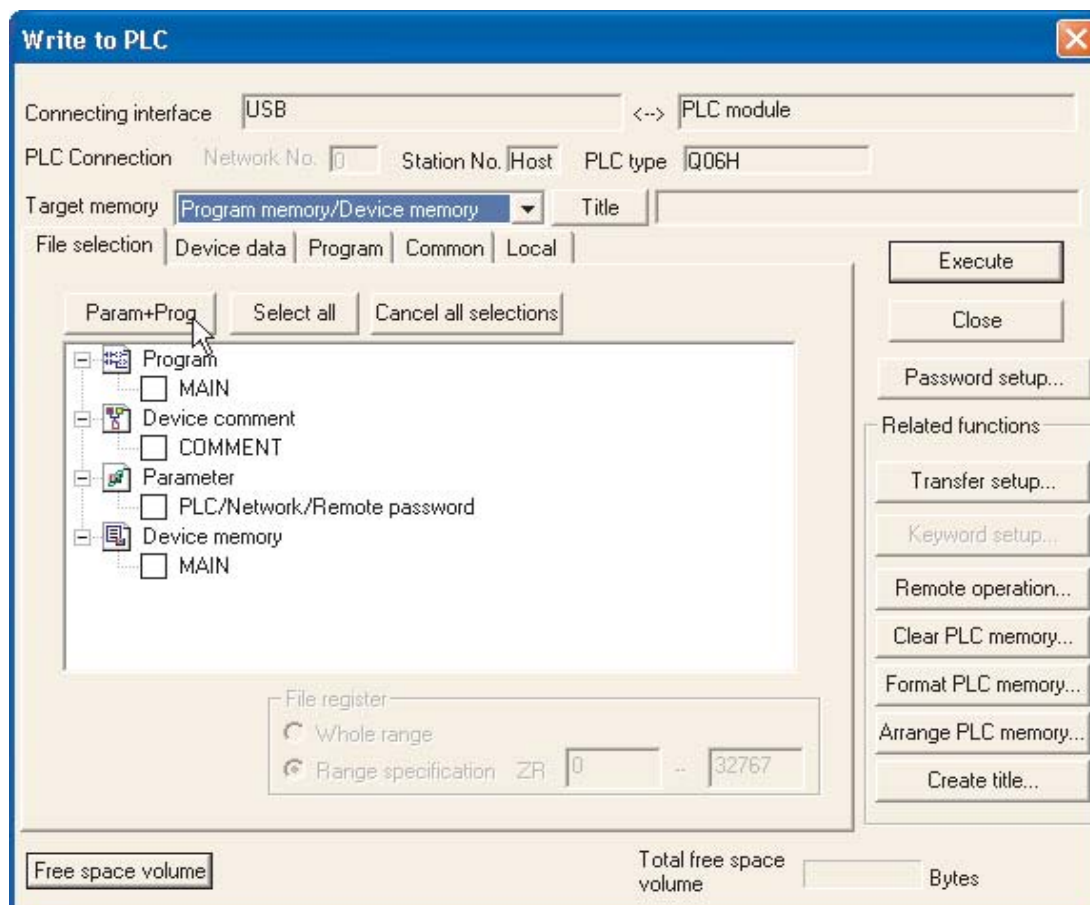 Write to PLC
Connecting interface USB <--> PLC module
PLC Connection Network No. 0 Station No. Host PLC type Q06H
Target memory Program memory/Device memory Title
File selection Device data Program Common Local
Execute
Param+Prog Select all Cancel all selections
Close
Program
MAIN
Password setup...
Device comment
COMMENT
Related functions
Parameter
PLC/Network/Remote password
Transfer setup...
Device memory
MAIN
Keyword setup...
Remote operation...
Clear PLC memory...
Format PLC memory...
File register
Whole range
Arrange PLC memory...
Range specification ZR 0 -- 32767
Create title...
Free space volume
Total free space
volume
Bytes